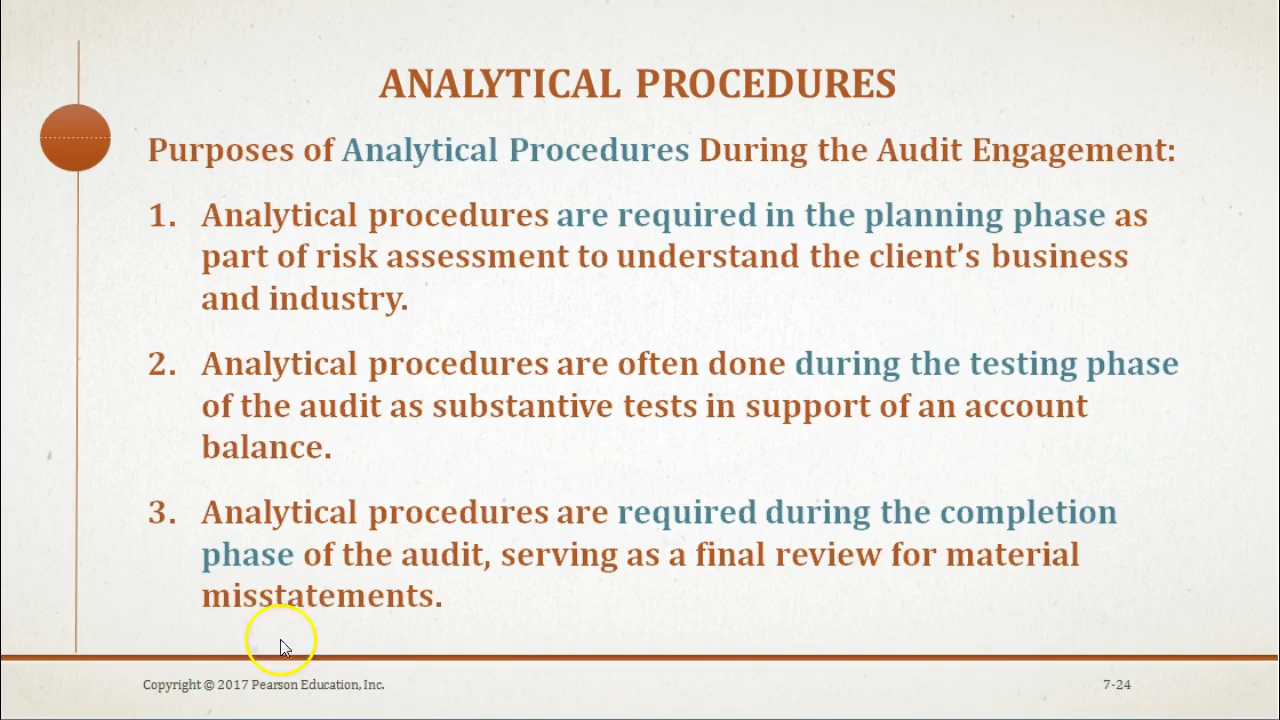 ANALYTICAL PROCEDURES
Purposes of Analytical Procedures During the Audit Engagement:
1. Analytical procedures are required in the planning phase as
part of risk assessment to understand the client’s business
and industry.
2. Analytical procedures are often done during the testing phase
of the audit as substantive tests in support of an account
balance.
3. Analytical procedures are required during the completion
phase of the audit, serving as a final review for material
misstatements.
Copyright © 2017 Pearson Education, Inc.
7-24